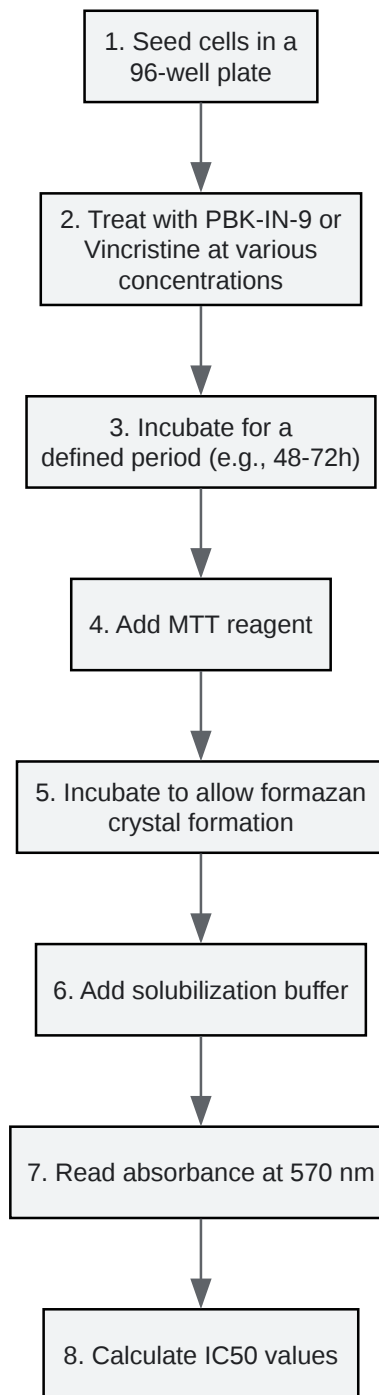 1. Seed cells in a
96-well plate
2. Treat with PBK-IN-9 or
Vincristine at various
concentrations
3. Incubate for a
defined period (e.g., 48-72h)
4. Add MTT reagent
5. Incubate to allow formazan
crystal formation
6. Add solubilization buffer
7. Read absorbance at 570 nm
8. Calculate IC50 values